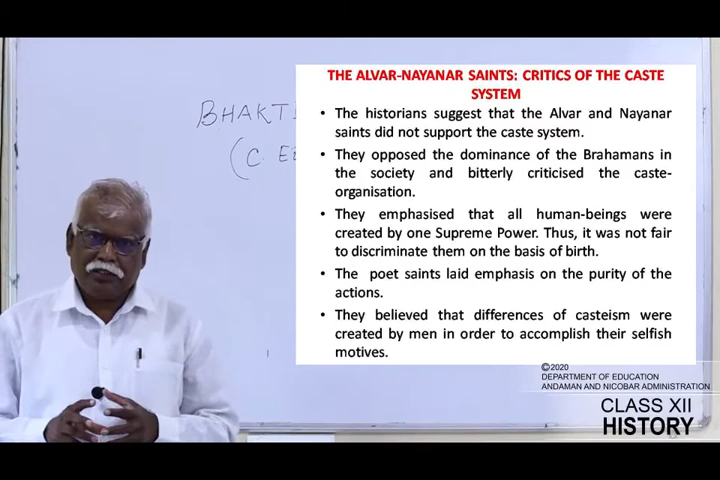 BHAKTI
(C.
THE ALVAR-NAYANAR SAINTS: CRITICS OF THE CASTE
SYSTEM
• The historians suggest that the Alvar and Nayanar
saints did not support the caste system.
• They opposed the dominance of the Brahamans in
the society and bitterly criticised the caste-
organisation.
• They emphasised that all human-beings were
created by one Supreme Power. Thus, it was not fair
to discriminate them on the basis of birth.
• The poet saints laid emphasis on the purity of the
actions.
• They believed that differences of casteism were
created by men in order to accomplish their selfish
motives.
©2020
DEPARTMENT OF EDUCATION
ANDAMAN AND NICOBAR ADMINISTRATION
CLASS XII
HISTORY